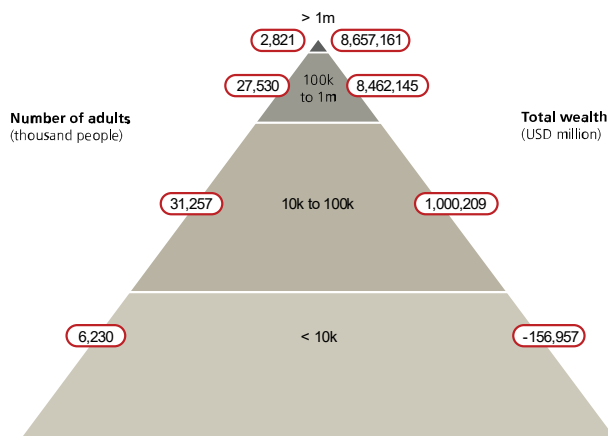 > 1m
2,821
8,657,161
27,530
100k
to 1m
8,462,145
Number of adults
(thousand people)
Total wealth
(USD million)
31,257
10k to 100k
1,000,209
6,230
< 10k
-156,957